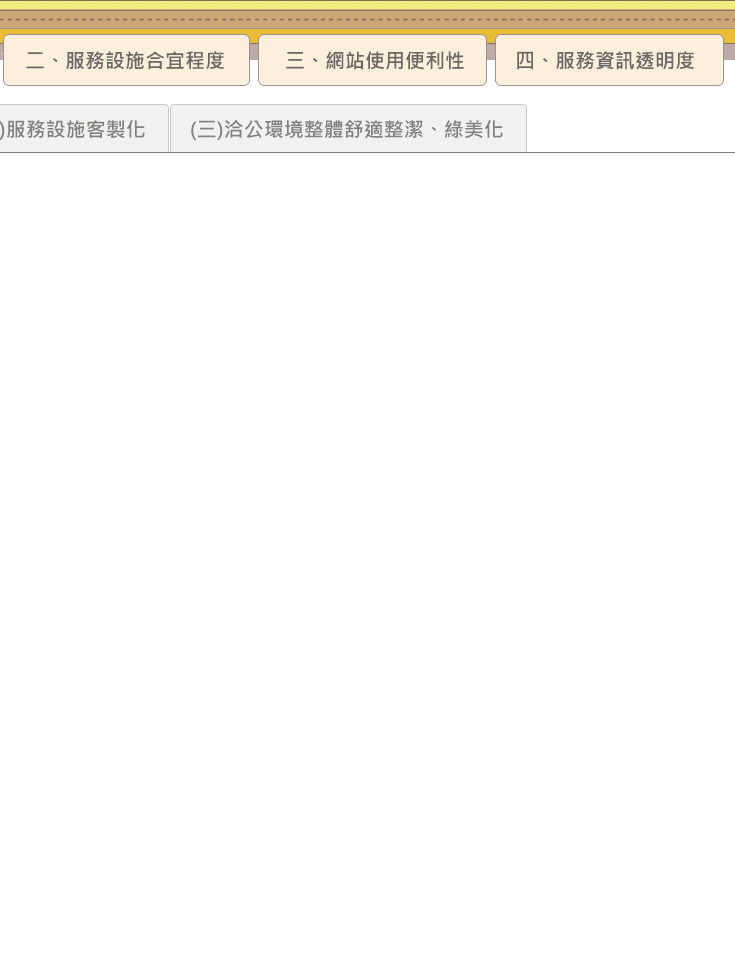 二、服務設施合宜程度
三、網站使用便利性
四、服務資訊透明度
)服務設施客製化
(三)洽公環境整體舒適整潔、綠美化